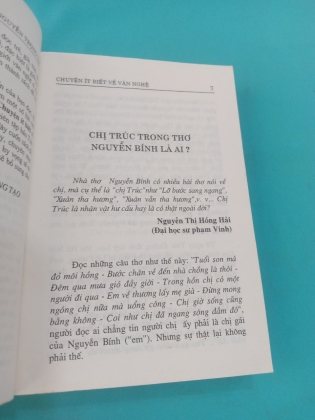 CHUYỆN ÍT BIẾT VỀ VĂN NGHỆ
CHỊ TRÚC TRONG THƠ
NGUYỄN BÍNH LÀ AI ?
Nhà thơ Nguyễn Bính có nhiều bài thơ nói về
chị, mà cụ thể là "chị Trúc"như "Lỡ bước sang ngang",
"Xuân tha hương", "Xuân vẫn tha hương",v. v... Chị
Trúc là nhân vật hư cấu hay là có thật ngoài đời?
Nguyễn Thị Hồng Hải
(Đại học sư phạm Vinh)
Đọc những câu thơ như thế này: "Tuổi son má
đỏ môi hồng - Bước chân về đến nhà chồng là thôi -
Đêm qua mưa gió đầy giời - Trong hồn chị có một
người đi qua - Em về thương lấy mẹ già - Đừng mong
ngóng chị nữa mà uổng công - Chị giờ sống cũng
bằng không - Coi như chị đã ngang sông đắm đò",
người đọc ai chẳng tin người chị ấy phải là chị gái
của Nguyễn Bính ("em"). Nhưng sự thật lại không
phải thế.